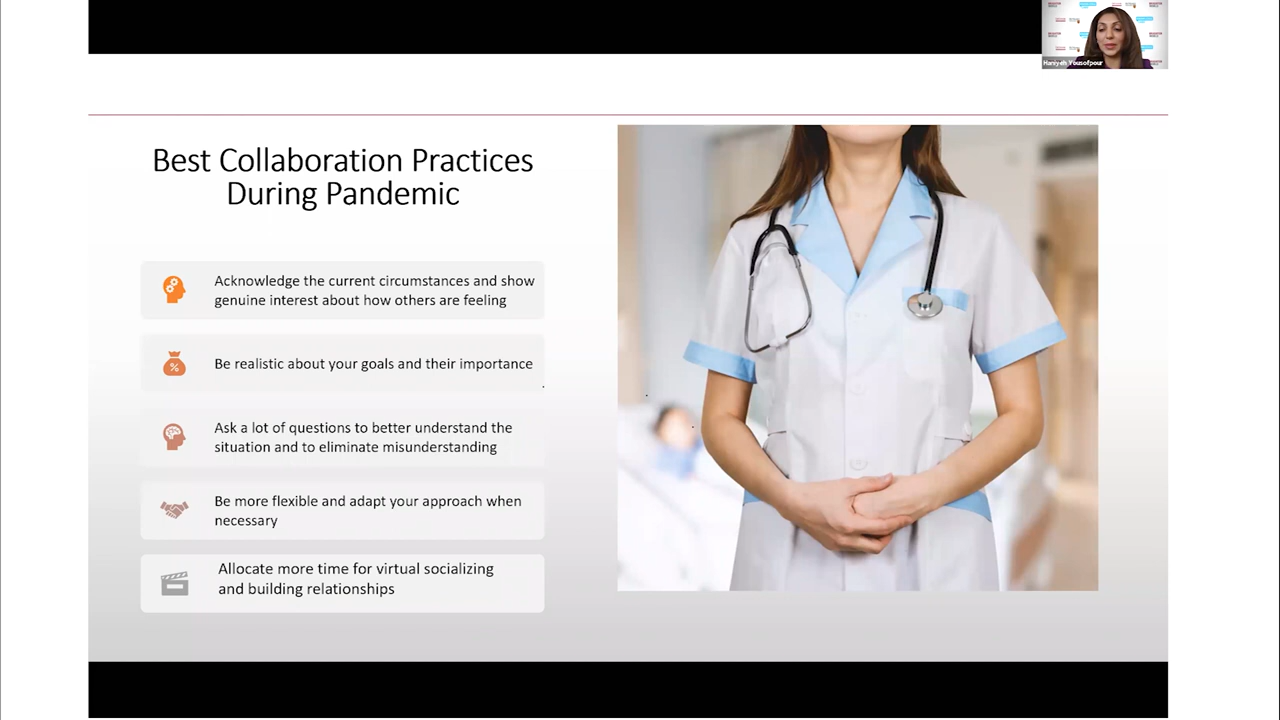 Haniyeh Yousofpour
Best Collaboration Practices
During Pandemic
Acknowledge the current circumstances and show
genuine interest about how others are feeling
%
Be realistic about your goals and their importance
Ask a lot of questions to better understand the
situation and to eliminate misunderstanding
Be more flexible and adapt your approach when
necessary
Allocate more time for virtual socializing
and building relationships